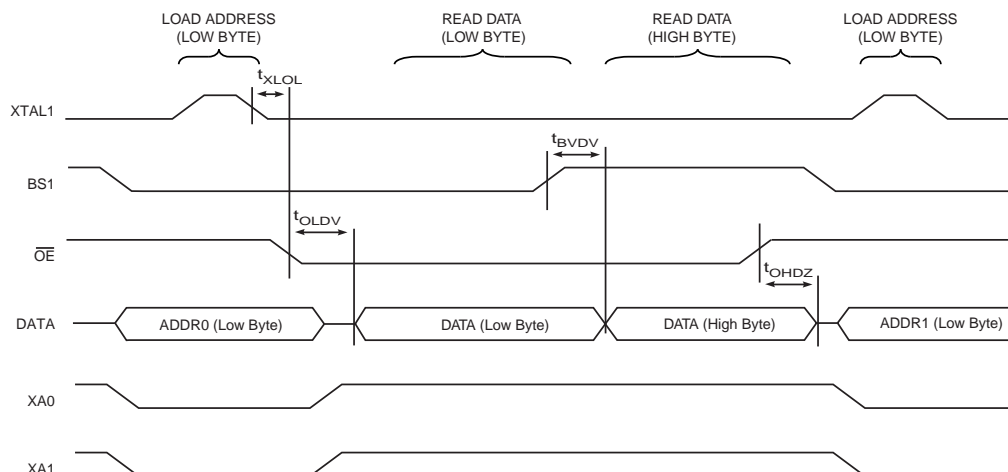 LOAD ADDRESS
(LOW BYTE)
READ DATA
(LOW BYTE)
READ DATA
(HIGH BYTE)
LOAD ADDRESS
(LOW BYTE)
tXLOL
XTAL1
tBVDV
BS1
tOLDV
OE
tOHDZ
DATA
ADDR0 (Low Byte)
DATA (Low Byte)
DATA (High Byte)
ADDR1 (Low Byte)
XA0
XA1